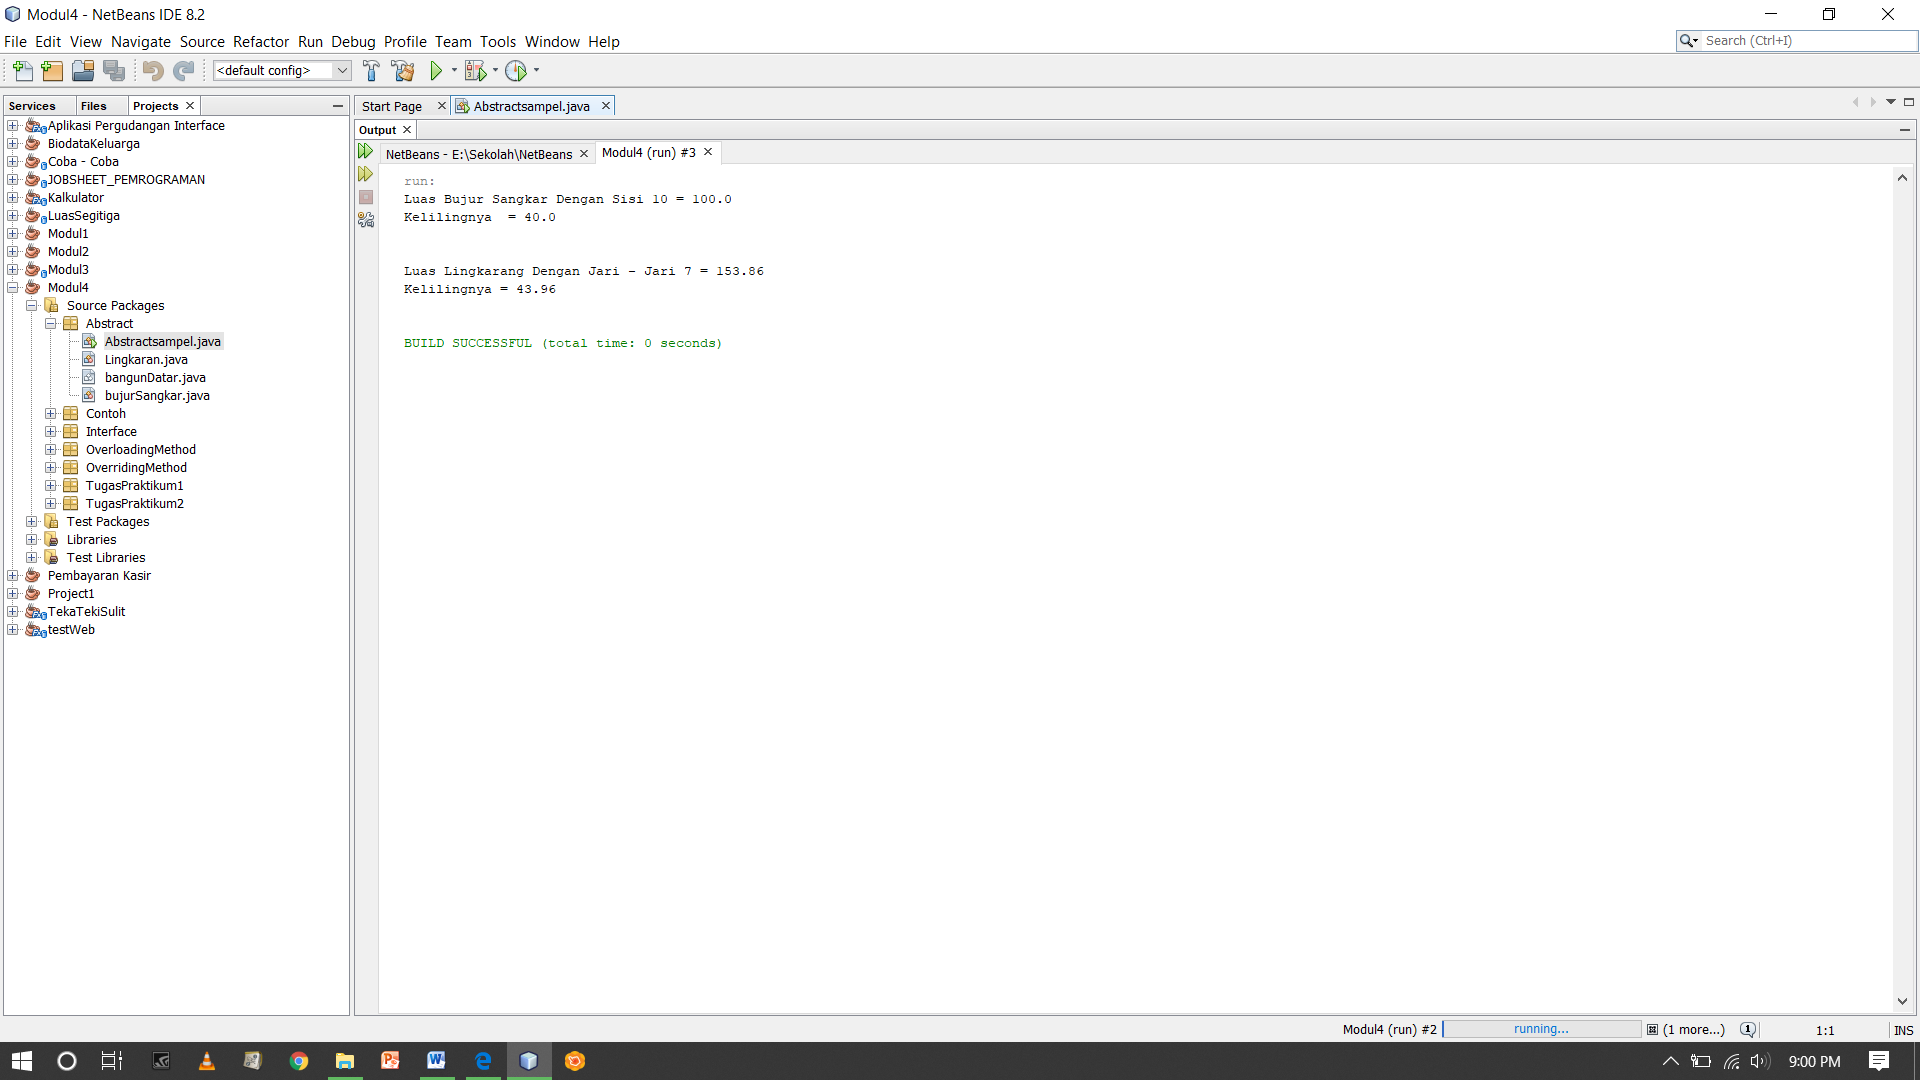 Modul4 - NetBeans IDE 8.2
File Edit View Navigate Source Refactor Run Debug Profile Team Tools Window Help
Search (Ctrl+I)
<default config>
Services Files Projects
Start Page Abstractsampel.java
Output
NetBeans - E:\Sekolah\NetBeans Modul4 (run) #3
Aplikasi Pergudangan Interface
BiodataKeluarga
Coba - Coba
JOBSHEET_PEMROGRAMAN
Kalkulator
LuasSegitiga
Modul1
Modul2
Modul3
Modul4
Source Packages
Abstract
Abstractsampel.java
Lingkaran.java
bangunDatar.java
bujurSangkar.java
Contoh
Interface
OverloadingMethod
OverridingMethod
TugasPraktikum1
TugasPraktikum2
Test Packages
Libraries
Test Libraries
Pembayaran Kasir
Project1
TekaTekiSulit
testWeb
run:
Luas Bujur Sangkar Dengan Sisi 10 = 100.0
Kelilingnya  = 40.0
Luas Lingkarang Dengan Jari - Jari 7 = 153.86
Kelilingnya = 43.96
BUILD SUCCESSFUL (total time: 0 seconds)
Modul4 (run) #2 running... (1 more...) 1:1 INS
9:00 PM